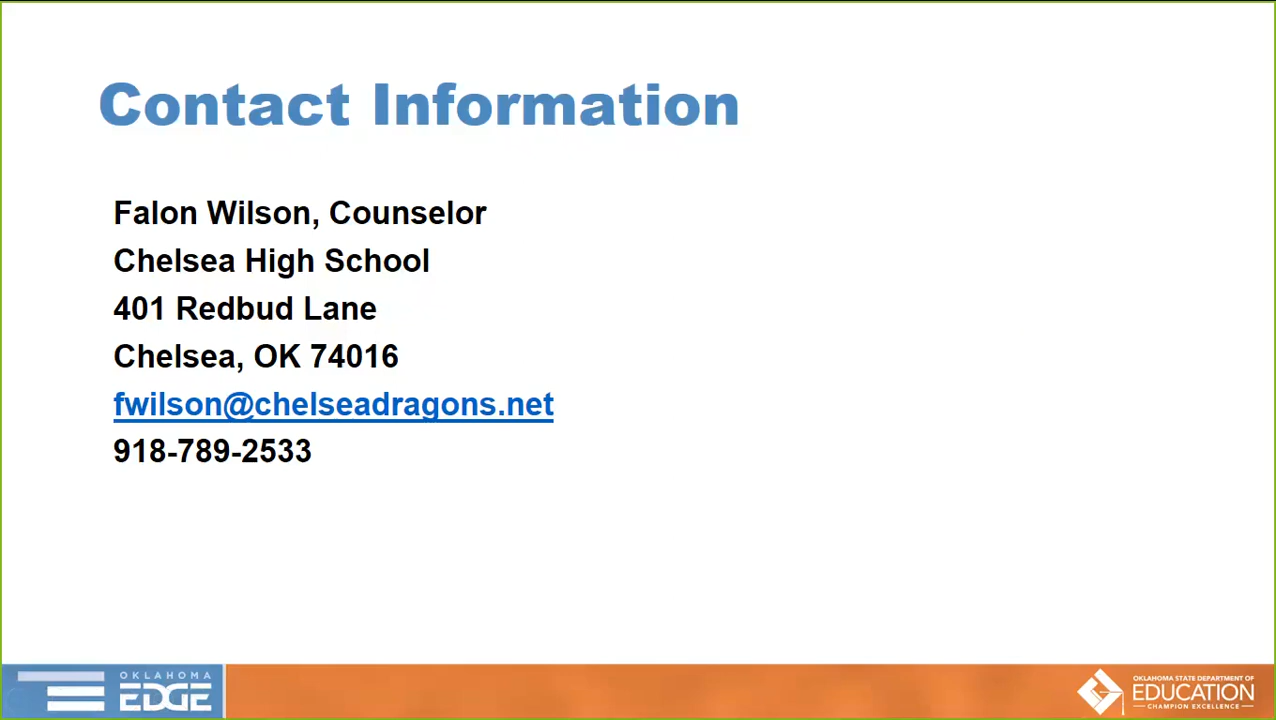 Contact Information
Falon Wilson, Counselor
Chelsea High School
401 Redbud Lane
Chelsea, OK 74016
fwilson@chelseadragons.net
918-789-2533
OKLAHOMA
EDGE
OKLAHOMA STATE DEPARTMENT OF
EDUCATION
CHAMPION EXCELLENCE